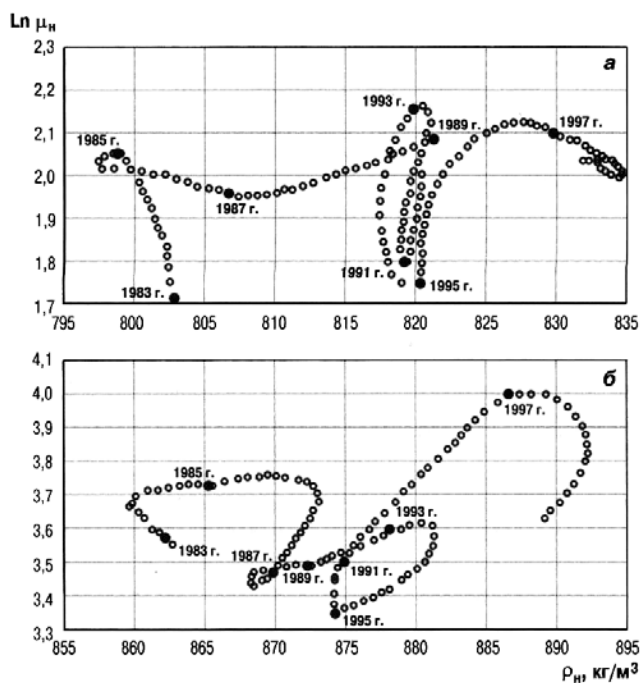 Ln μн
2,3
2,2
2,1
2,0
1,9
1,8
1,7
а
1993 г.
1989 г.
1997 г.
1985 г.
1987 г.
1991 г.
1995 г.
1983 г.
795 800 805 810 815 820 825 830 835
4,1
4,0
3,9
3,8
3,7
3,6
3,5
3,4
3,3
б
1997 г.
1985 г.
1993 г.
1983 г.
1987 г.
1989 г.
1991 г.
1995 г.
855 860 865 870 875 880 885 890 895
ρн, кг/м³